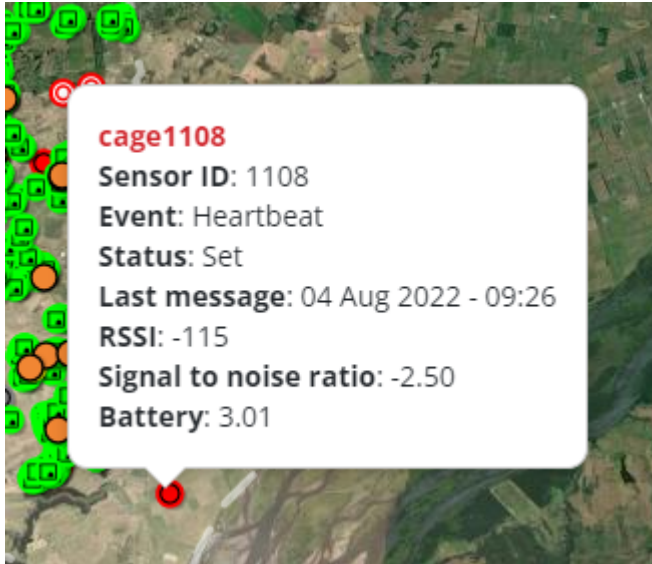 cage1108
Sensor ID: 1108
Event: Heartbeat
Status: Set
Last message: 04 Aug 2022 - 09:26
RSSI: -115
Signal to noise ratio: -2.50
Battery: 3.01